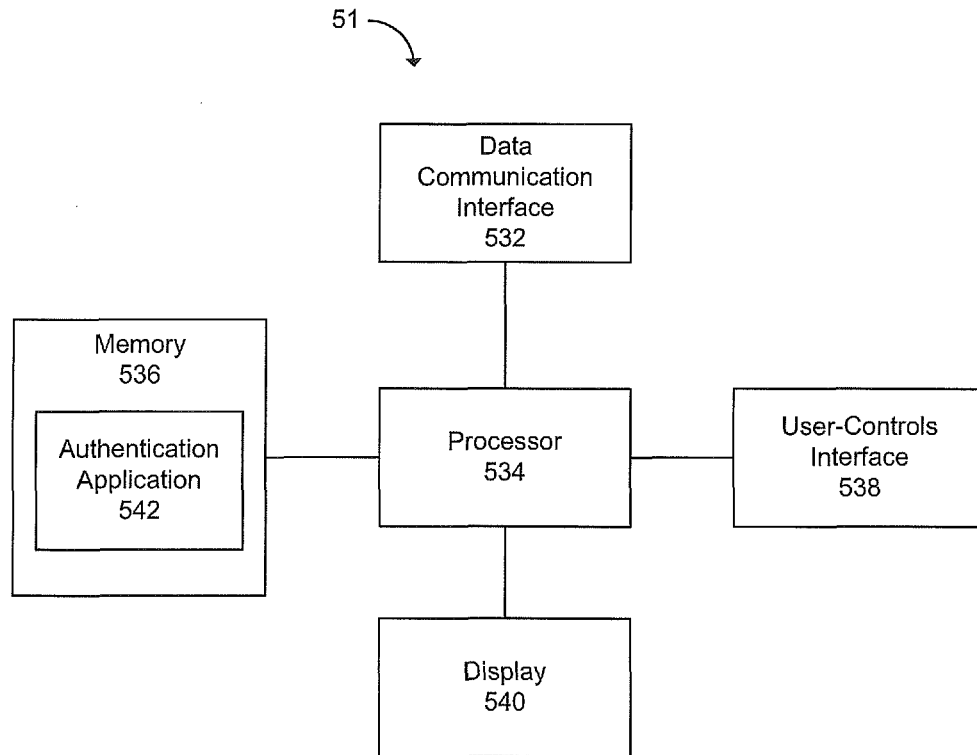 51
Data
Communication
Interface
532
Memory
536
Authentication
Application
542
Processor
534
User-Controls
Interface
538
Display
540